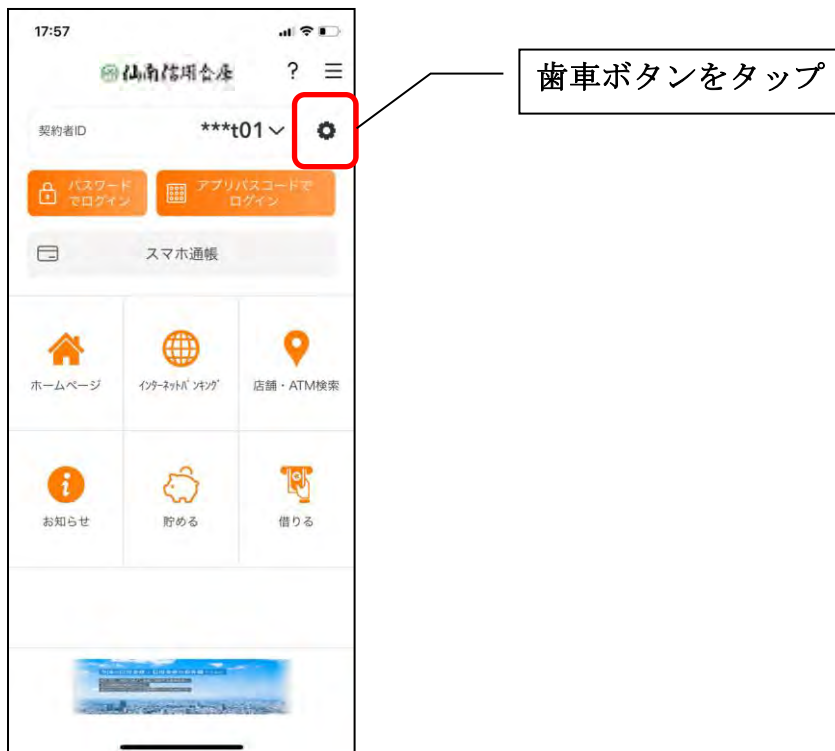 17:57
仙南信用金庫
?
歯車ボタンをタップ
契約者ID
***t01
パスワード
でログイン
アプリパスコードで
ログイン
スマホ通帳
ホームページ
インターネットバンキング
店舗・ATM検索
お知らせ
貯める
借りる